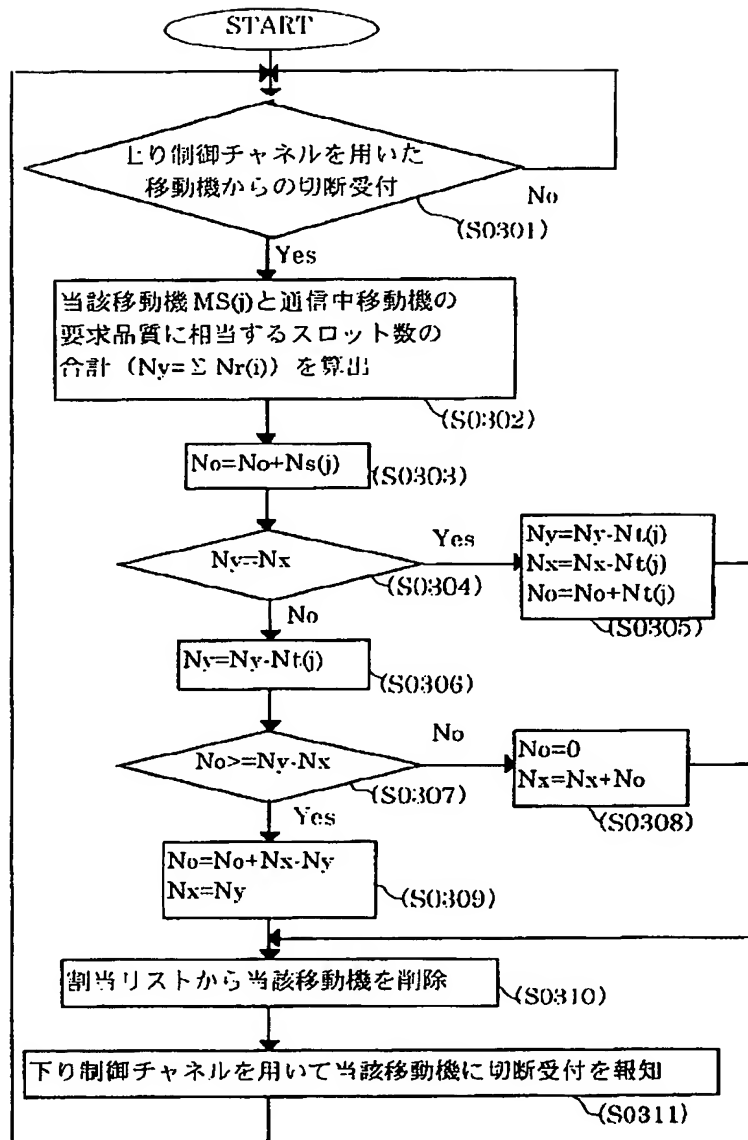 START
上り制御チャネルを用いた
移動機からの切断受付
No
(S0301)
Yes
当該移動機 MS(j)と通信中移動機の
要求品質に相当するスロット数の
合計（Ny=Σ Nr(i)）を算出
(S0302)
No=No+Ns(j)
(S0303)
Ny=Nx
Yes
(S0304)
Ny=Ny-Nt(j)
Nx=Nx-Nt(j)
No=No+Nt(j)
(S0305)
No
Ny=Ny-Nt(j)
(S0306)
No>=Ny-Nx
No
(S0307)
No=0
Nx=Nx+No
(S0308)
Yes
No=No+Nx-Ny
Nx=Ny
(S0309)
割当リストから当該移動機を削除
(S0310)
下り制御チャネルを用いて当該移動機に切断受付を報知
(S0311)